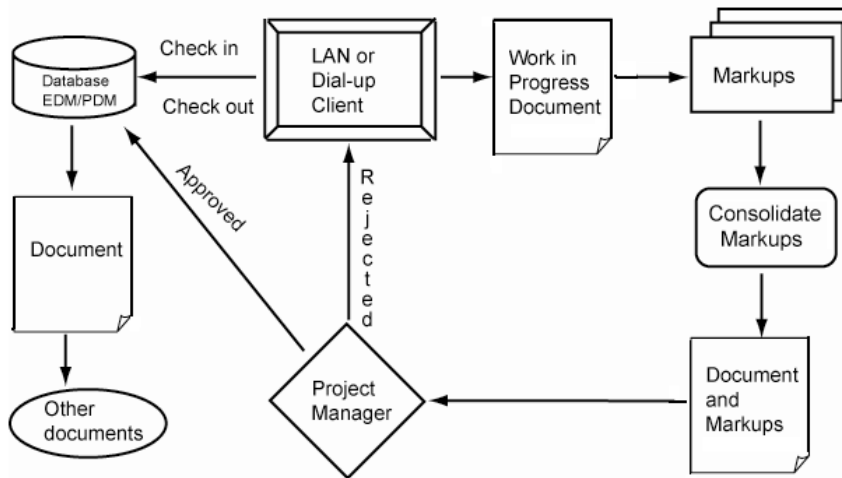 Check in
Database
EDM/PDM
Check out
LAN or
Dial-up
Client
Work in
Progress
Document
Markups
Approved
Rejected
Document
Consolidate
Markups
Other
documents
Project
Manager
Document
and
Markups